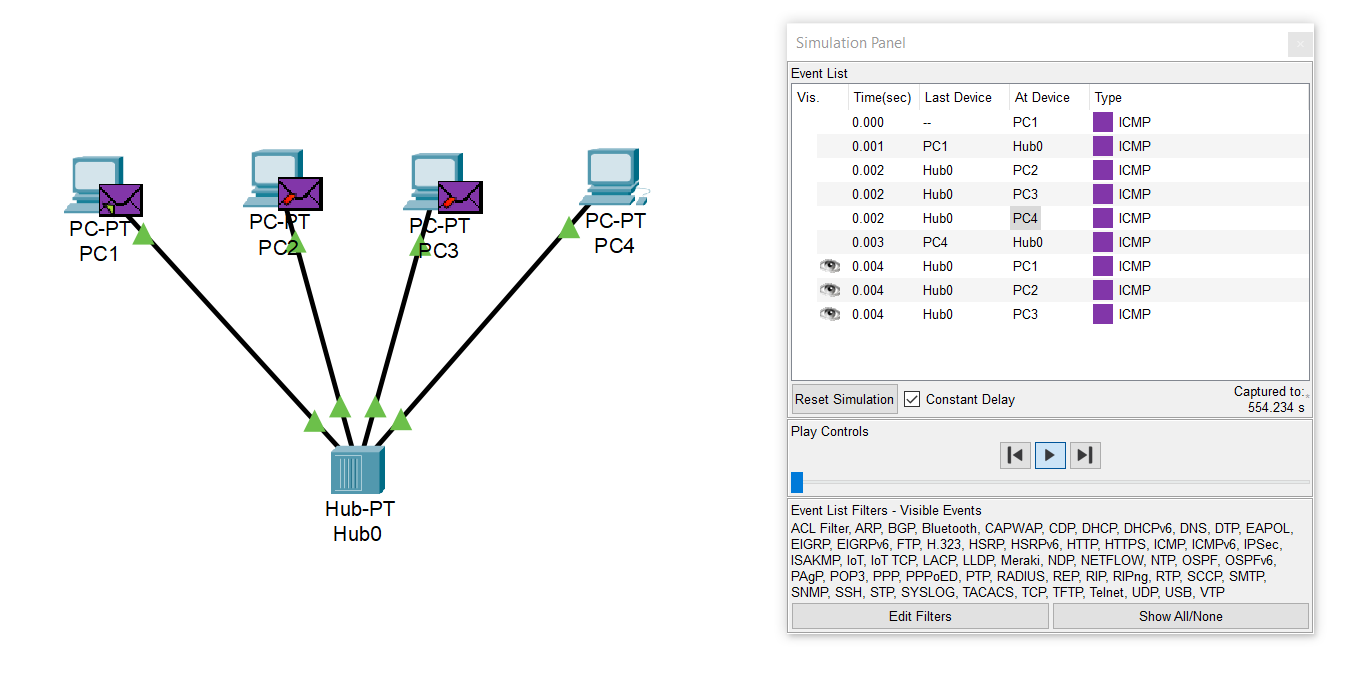 PC-PT
PC1
PC-PT
PC2
PC-PT
PC3
PC-PT
PC4
Hub-PT
Hub0
Simulation Panel
Event List
Vis. Time(sec) Last Device At Device Type
0.000 -- PC1 ICMP
0.001 PC1 Hub0 ICMP
0.002 Hub0 PC2 ICMP
0.002 Hub0 PC3 ICMP
0.002 Hub0 PC4 ICMP
0.003 PC4 Hub0 ICMP
0.004 Hub0 PC1 ICMP
0.004 Hub0 PC2 ICMP
0.004 Hub0 PC3 ICMP
Reset Simulation Constant Delay
Captured to:
554.234 s
Play Controls
Event List Filters - Visible Events
ACL Filter, ARP, BGP, Bluetooth, CAPWAP, CDP, DHCP, DHCPv6, DNS, DTP, EAPOL,
EIGRP, EIGRPv6, FTP, H.323, HSRP, HSRPv6, HTTP, HTTPS, ICMP, ICMPv6, IPSec,
ISAKMP, IoT, IoT TCP, LACP, LLDP, Meraki, NDP, NETFLOW, NTP, OSPF, OSPFv6,
PAgP, POP3, PPP, PPPoED, PTP, RADIUS, REP, RIP, RIPng, RTP, SCCP, SMTP,
SNMP, SSH, STP, SYSLOG, TACACS, TCP, TFTP, Telnet, UDP, USB, VTP
Edit Filters Show All/None